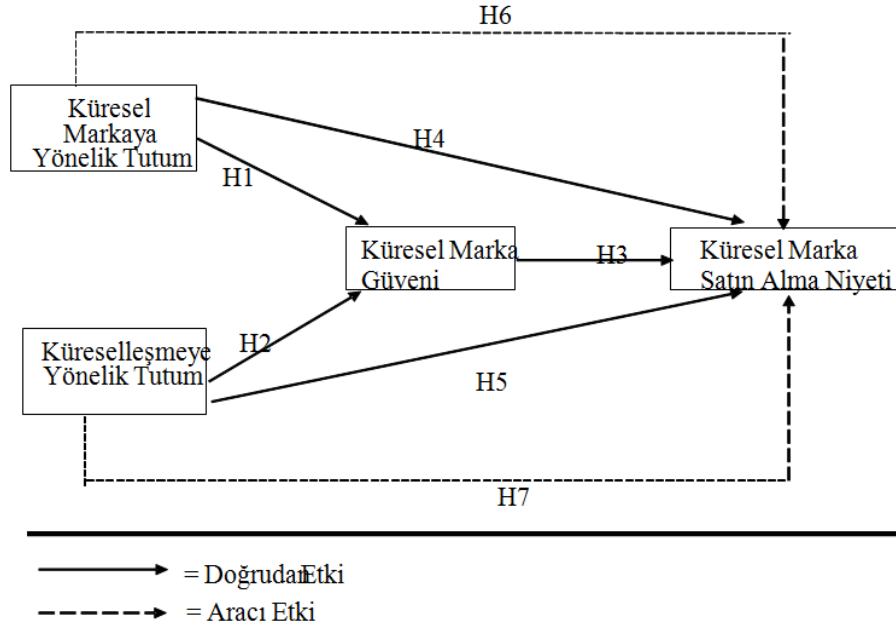 H6
Küresel
Markaya
Yönelik Tutum
H4
H1
Küresel Marka
Güveni
H3
Küresel Marka
Satın Alma Niyeti
H2
Küreselleşmeye
Yönelik Tutum
H5
H7
= Doğrudan Etki
= Aracı Etki